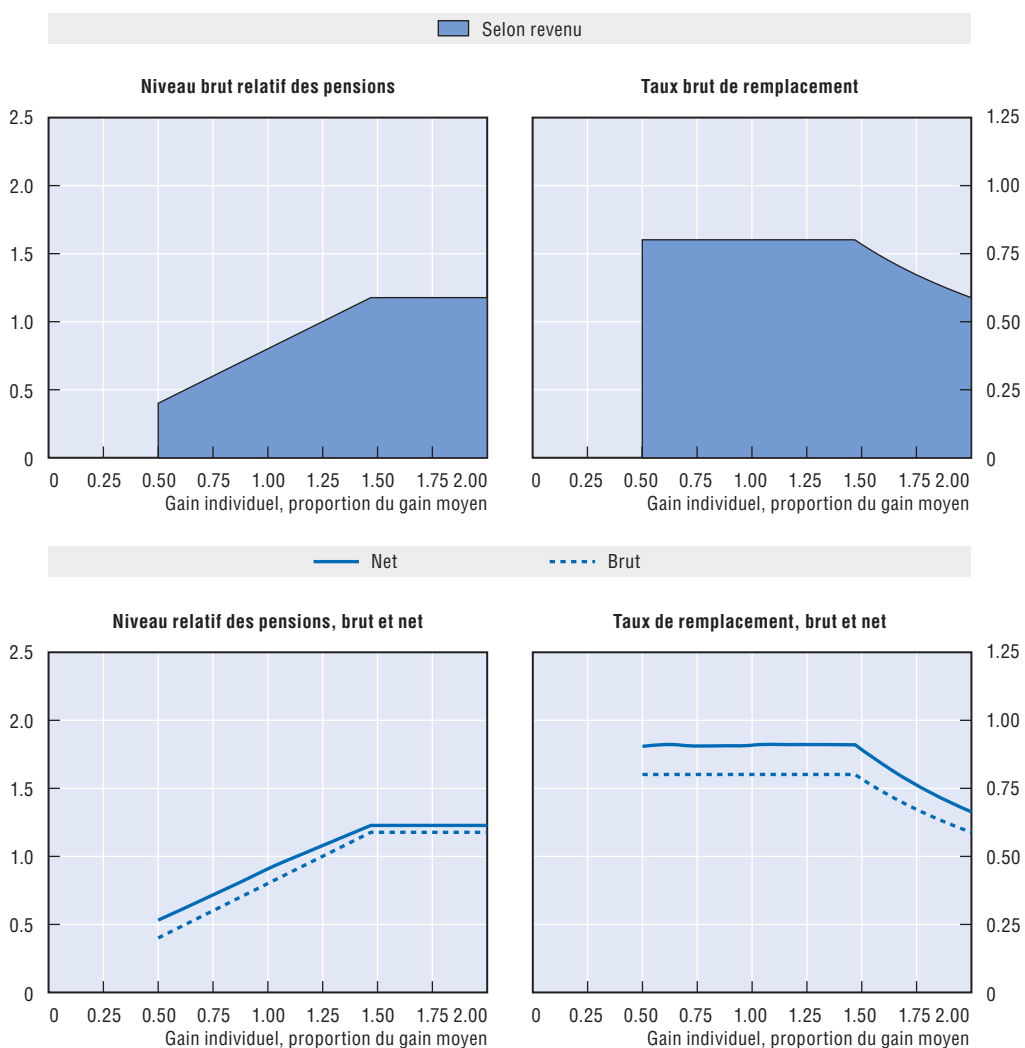 Selon revenu
Niveau brut relatif des pensions
Taux brut de remplacement
2.5
2.0
1.5
1.0
0.5
0
1.25
1.00
0.75
0.50
0.25
0
0 0.25 0.50 0.75 1.00 1.25 1.50 1.75 2.00
Gain individuel, proportion du gain moyen
0 0.25 0.50 0.75 1.00 1.25 1.50 1.75 2.00
Gain individuel, proportion du gain moyen
Net Brut
Niveau relatif des pensions, brut et net
Taux de remplacement, brut et net
2.5
2.0
1.5
1.0
0.5
0
1.25
1.00
0.75
0.50
0.25
0
0 0.25 0.50 0.75 1.00 1.25 1.50 1.75 2.00
Gain individuel, proportion du gain moyen
0 0.25 0.50 0.75 1.00 1.25 1.50 1.75 2.00
Gain individuel, proportion du gain moyen